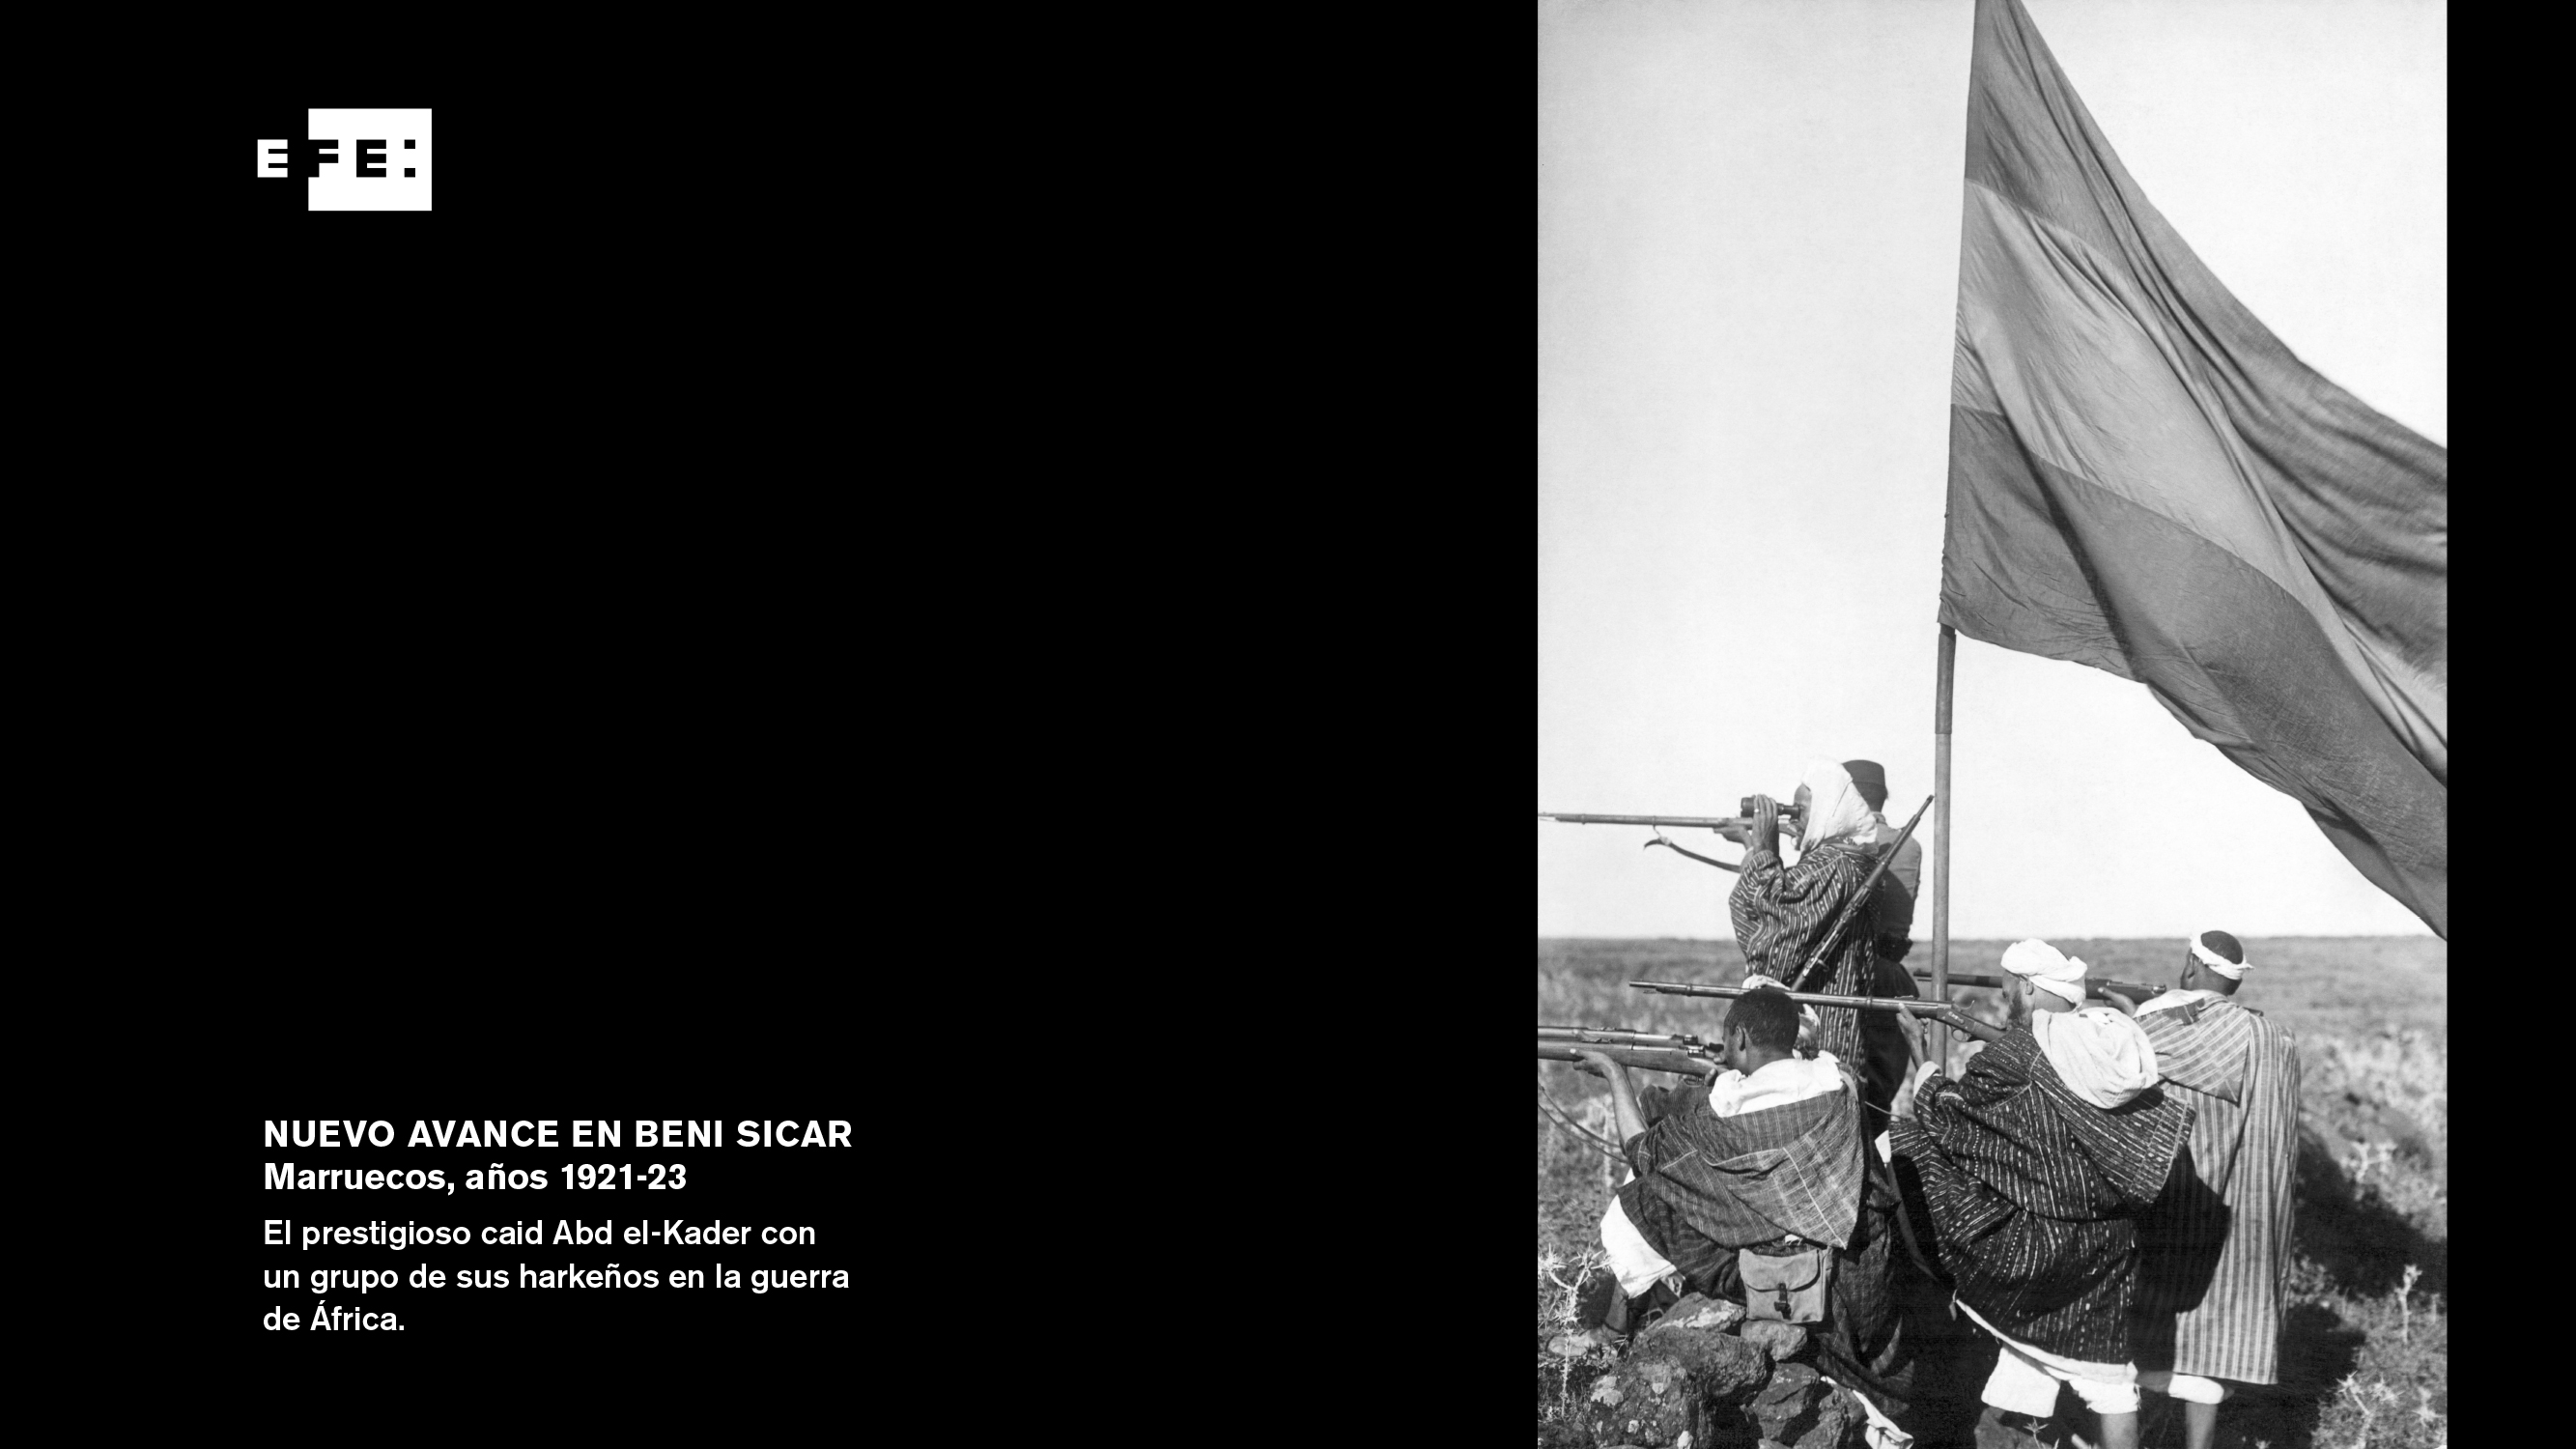 EFE:
NUEVO AVANCE EN BENI SICAR
Marruecos, años 1921-23
El prestigioso caid Abd el-Kader con
un grupo de sus harkeños en la guerra
de África.